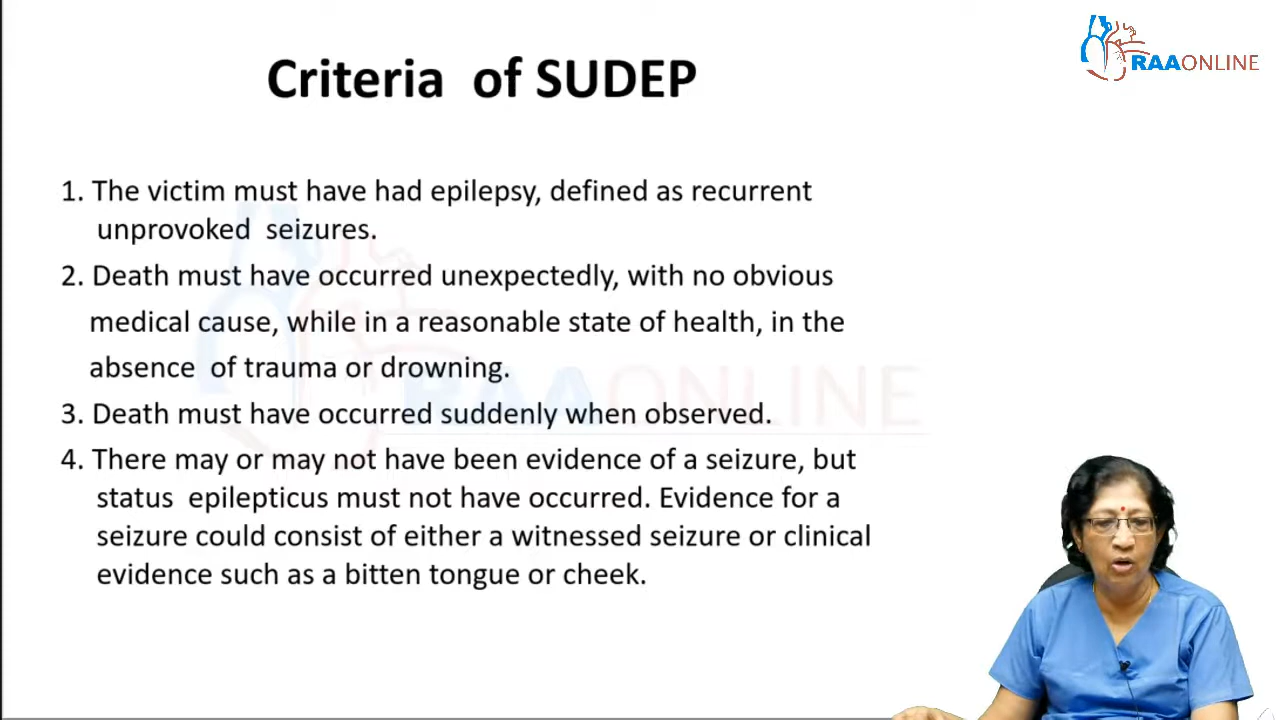 Criteria of SUDEP
RAAONLINE
1. The victim must have had epilepsy, defined as recurrent
unprovoked seizures.
2. Death must have occurred unexpectedly, with no obvious
medical cause, while in a reasonable state of health, in the
absence of trauma or drowning.
3. Death must have occurred suddenly when observed.
4. There may or may not have been evidence of a seizure, but
status epilepticus must not have occurred. Evidence for a
seizure could consist of either a witnessed seizure or clinical
evidence such as a bitten tongue or cheek.
RAAONLINE